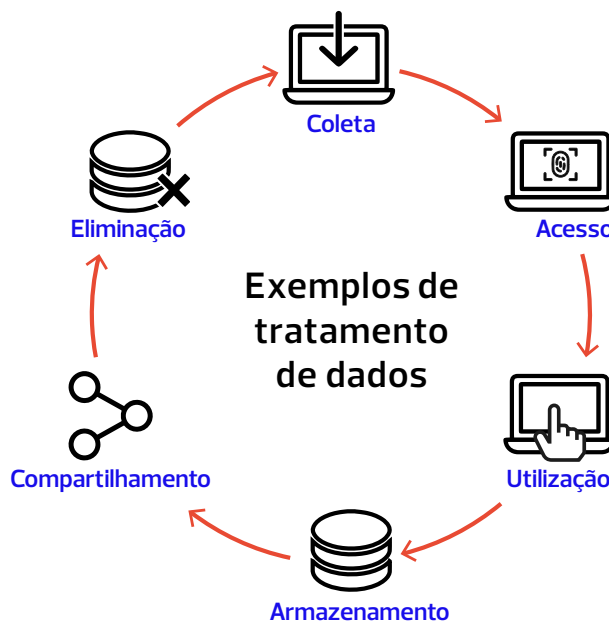 Coleta
Acesso
Eliminação
Exemplos de
tratamento
de dados
Compartilhamento
Utilização
Armazenamento